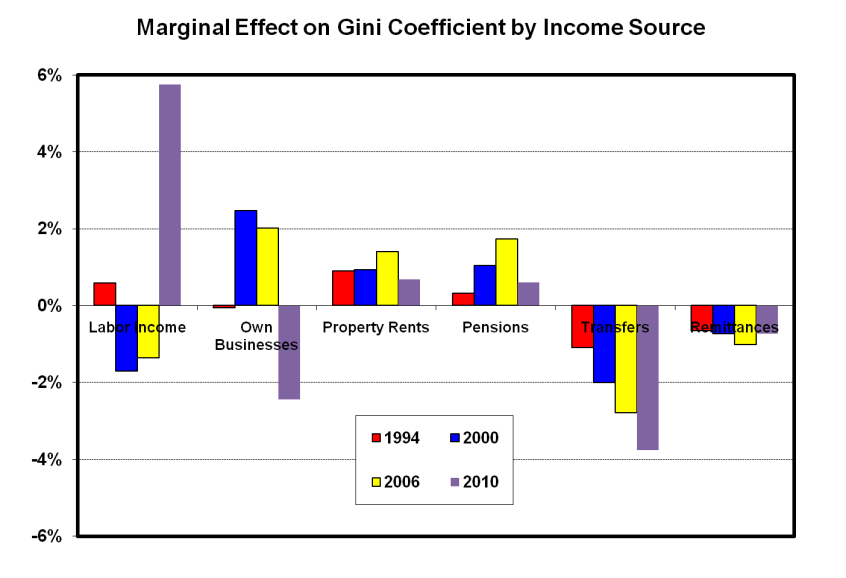 Marginal Effect on Gini Coefficient by Income Source
6%
4%
2%
0%
-2%
-4%
-6%
Labor Income
Own
Businesses
Property Rents
Pensions
Transfers
Remittances
1994
2000
2006
2010